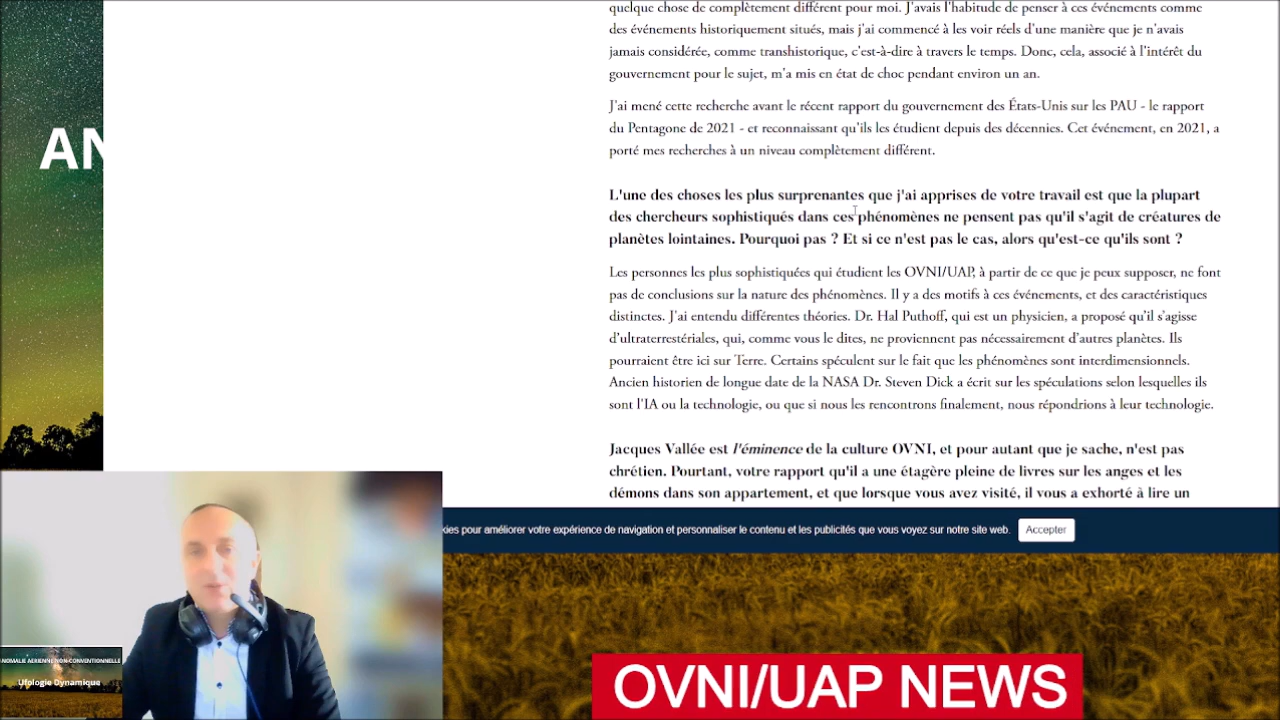 quelque chose de complètement différent pour moi. J'avais l'habitude de penser à ces événements comme
des événements historiquement situés, mais j'ai commencé à les voir réels d'une manière que je n'avais
jamais considérée, comme transhistorique, c'est-à-dire à travers le temps. Donc, cela, associé à l'intérêt du
gouvernement pour le sujet, m'a mis en état de choc pendant environ un an.
J'ai mené cette recherche avant le récent rapport du gouvernement des États-Unis sur les PAU - le rapport
du Pentagone de 2021 - et reconnaissant qu'ils les étudient depuis des décennies. Cet événement, en 2021, a
porté mes recherches à un niveau complètement différent.
AN
L'une des choses les plus surprenantes que j'ai apprises de votre travail est que la plupart
des chercheurs sophistiqués dans ces phénomènes ne pensent pas qu'il s'agit de créatures de
planètes lointaines. Pourquoi pas ? Et si ce n'est pas le cas, alors qu'est-ce qu'ils sont ?
Les personnes les plus sophistiquées qui étudient les OVNI/UAP, à partir de ce que je peux supposer, ne font
pas de conclusions sur la nature des phénomènes. Il y a des motifs à ces événements, et des caractéristiques
distinctes. J'ai entendu différentes théories. Dr. Hal Puthoff, qui est un physicien, a proposé qu'il s'agisse
d'ultraterrestériales, qui, comme vous le dites, ne proviennent pas nécessairement d'autres planètes. Ils
pourraient être ici sur Terre. Certains spéculent sur le fait que les phénomènes sont interdimensionnels.
Ancien historien de longue date de la NASA Dr. Steven Dick a écrit sur les spéculations selon lesquelles ils
sont l'IA ou la technologie, ou que si nous les rencontrons finalement, nous répondrions à leur technologie.
Jacques Vallée est l'éminence de la culture OVNI, et pour autant que je sache, n'est pas
chrétien. Pourtant, votre rapport qu'il a une étagère pleine de livres sur les anges et les
démons dans son appartement, et que lorsque vous avez visité, il vous a exhorté à lire un
kies pour améliorer votre expérience de navigation et personnaliser le contenu et les publicités que vous voyez sur notre site web.
Accepter
NOMALIE AERIENNE NON-CONVENTIONNELLE
Ufologie Dynamique
OVNI/UAP NEWS